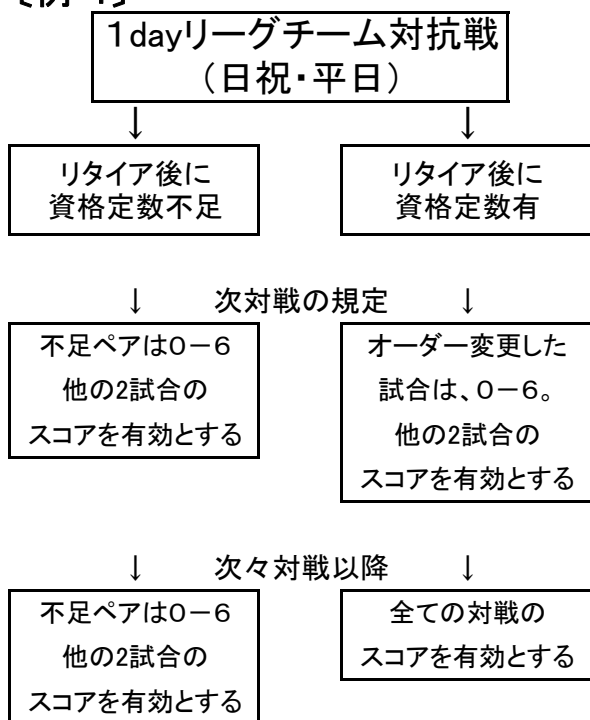 1dayリーグチーム対抗戦
（日祝・平日）
↓ ↓
リタイア後に
資格定数不足
リタイア後に
資格定数有
↓ 次対戦の規定 ↓
不足ペアは0－6
他の2試合の
スコアを有効とする
オーダー変更した
試合は、0－6。
他の2試合の
スコアを有効とする
↓ 次々対戦以降 ↓
不足ペアは0－6
他の2試合の
スコアを有効とする
全ての対戦の
スコアを有効とする